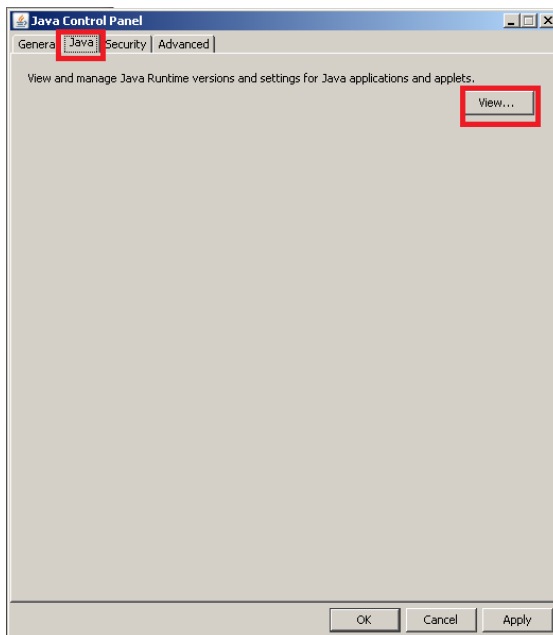 Java Control Panel
General Java Security Advanced
View and manage Java Runtime versions and settings for Java applications and applets.
View...
OK Cancel Apply